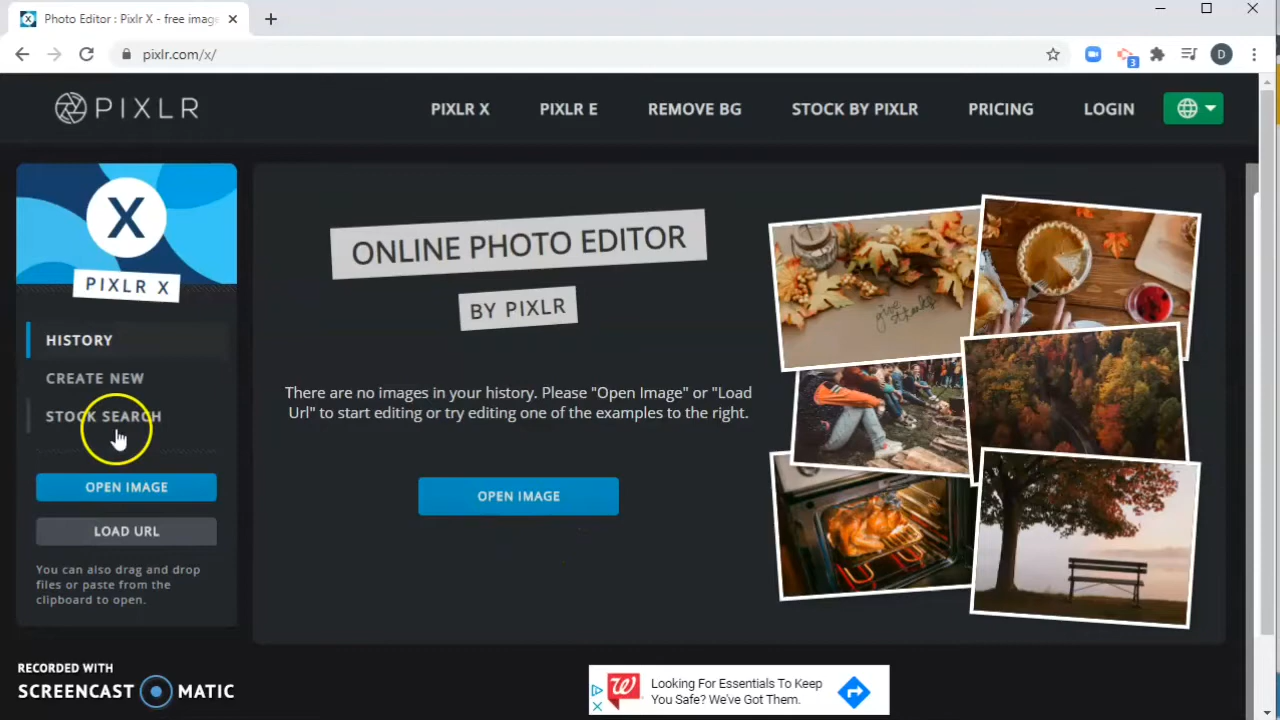 Photo Editor : Pixlr X - free imag
pixlr.com/x/
3
D
PIXLR
PIXLR X
PIXLR E
REMOVE BG
STOCK BY PIXLR
PRICING
LOGIN
X
PIXLR X
HISTORY
CREATE NEW
STOCK SEARCH
OPEN IMAGE
LOAD URL
You can also drag and drop
files or paste from the
clipboard to open.
ONLINE PHOTO EDITOR
BY PIXLR
There are no images in your history. Please "Open Image" or "Load
Url" to start editing or try editing one of the examples to the right.
OPEN IMAGE
give
thanks
RECORDED WITH
SCREENCAST MATIC
W
Looking For Essentials To Keep
You Safe? We've Got Them.